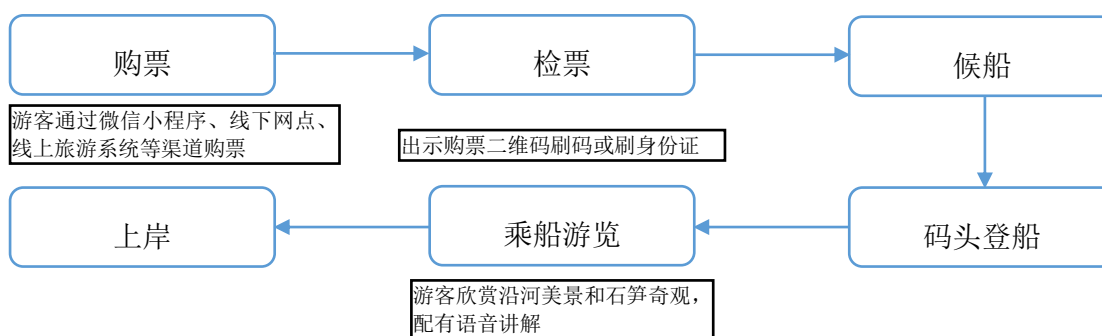 购票
检票
候船
游客通过微信小程序、线下网点、
线上旅游系统等渠道购票
出示购票二维码刷码或刷身份证
上岸
乘船游览
码头登船
游客欣赏沿河美景和石笋奇观，
配有语音讲解